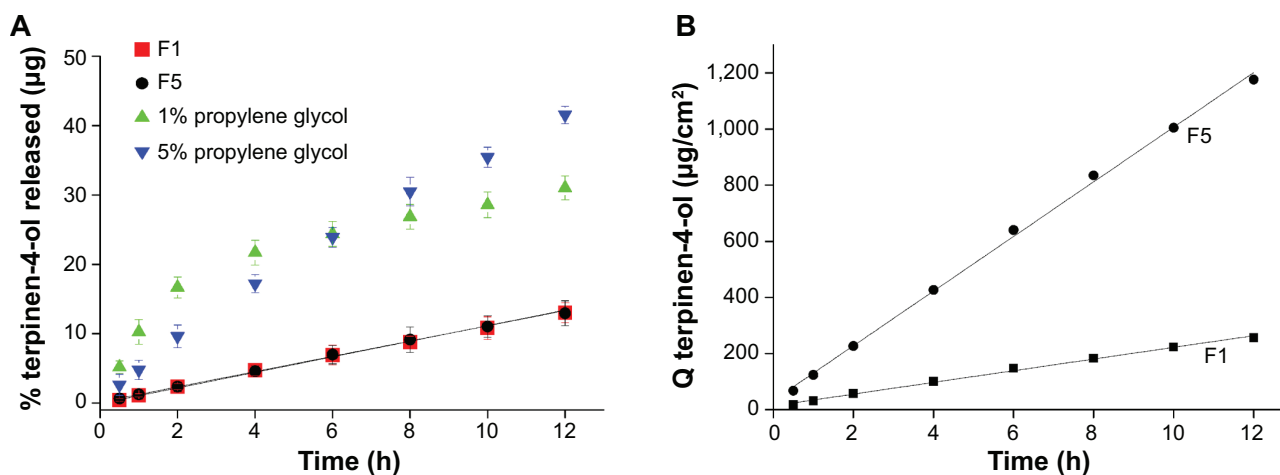 A
% terpinen-4-ol released (µg)
50
40
30
20
10
0
F1
F5
1% propylene glycol
5% propylene glycol
0 2 4 6 8 10 12
Time (h)
B
Q terpinen-4-ol (µg/cm²)
1,200
1,000
800
600
400
200
0
F5
F1
0 2 4 6 8 10 12
Time (h)